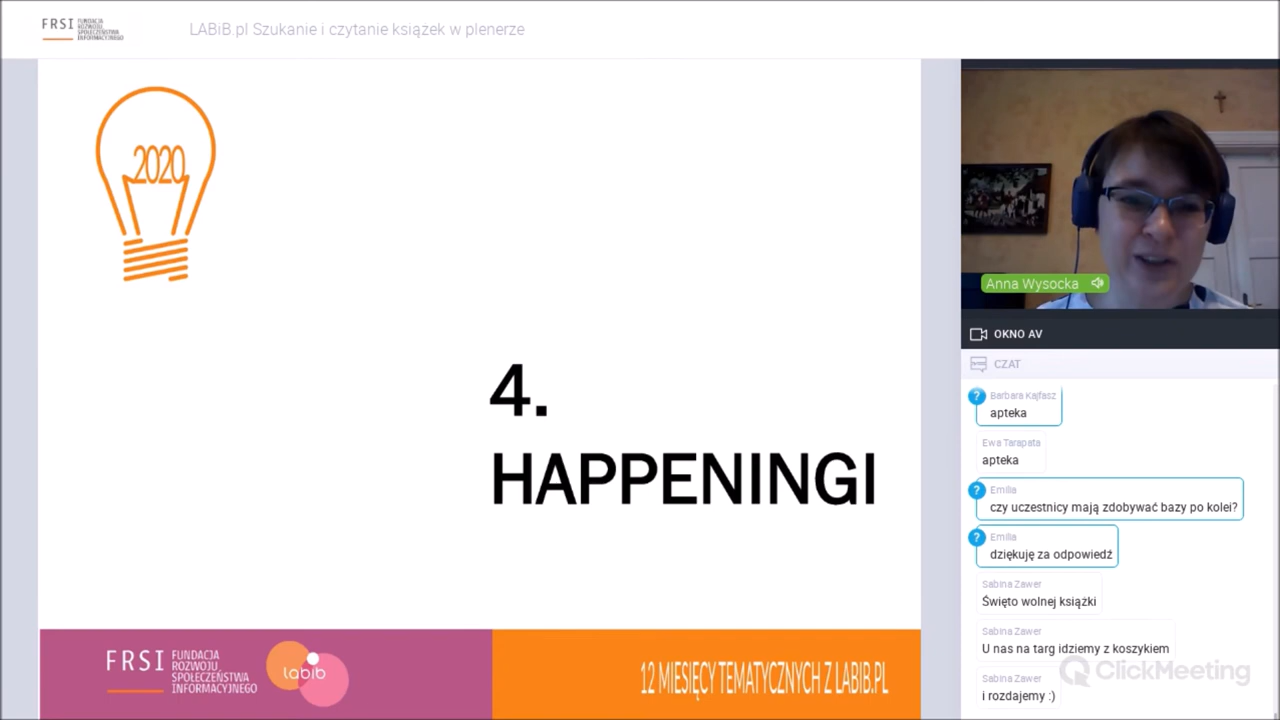 FRSI
FUNDACJA
ROZWOJU
SPOŁECZEŃSTWA
INFORMACYJNEGO
LABiB.pl Szukanie i czytanie książek w plenerze
2020
4.
HAPPENINGI
FRSI
FUNDACJA
ROZWOJU
SPOŁECZEŃSTWA
INFORMACYJNEGO
labib
12 MIESIĘCY TEMATYCZNYCH Z LABIB.PL
Anna Wysocka
OKNO AV
CZAT
Barbara Kajfasz
apteka
Ewa Tarapata
apteka
Emilia
czy uczestnicy mają zdobywać bazy po kolei?
Emilia
dziękuję za odpowiedź
Sabina Zawer
Święto wolnej książki
Sabina Zawer
U nas na targ idziemy z koszykiem
Sabina Zawer
i rozdajemy :)
ClickMeeting